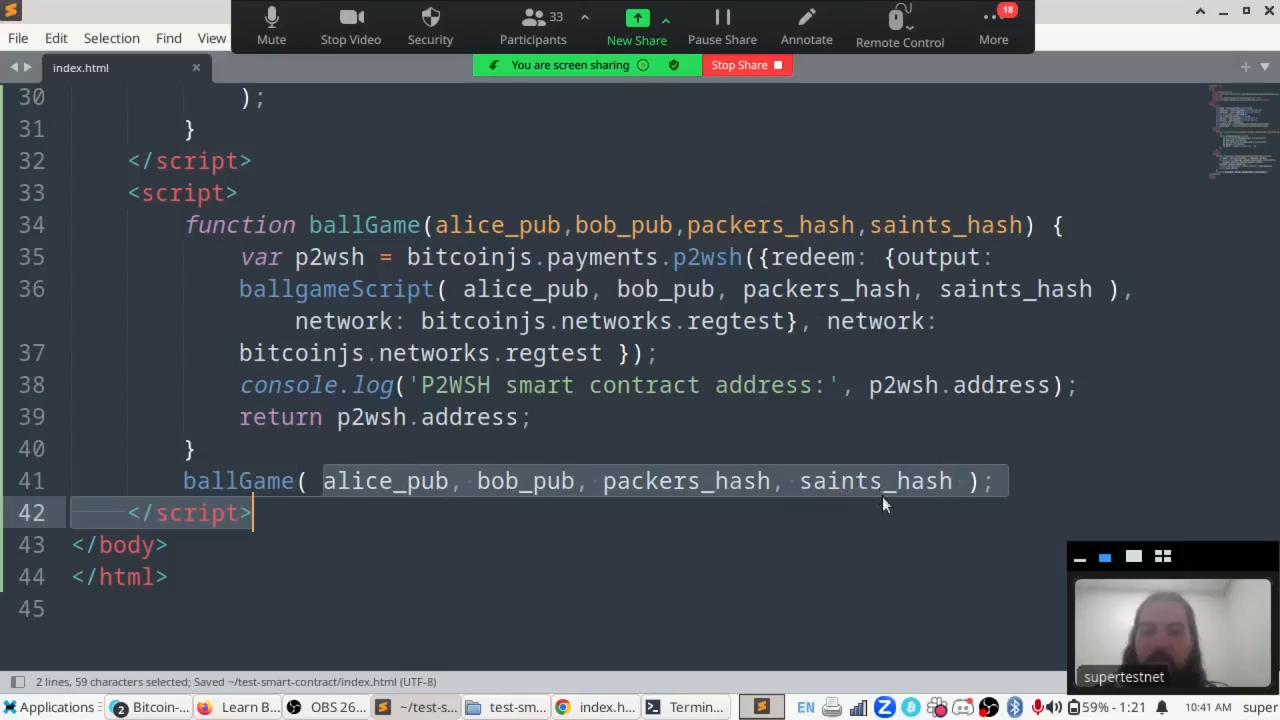 File Edit Selection Find View
Mute Stop Video Security Participants 33 New Share Pause Share Annotate Remote Control More 18
You are screen sharing Stop Share
index.html
30 );
31 }
32 </script>
33 <script>
34 function ballGame(alice_pub,bob_pub,packers_hash,saints_hash) {
35 var p2wsh = bitcoinjs.payments.p2wsh({redeem: {output:
36 ballgameScript( alice_pub, bob_pub, packers_hash, saints_hash ),
network: bitcoinjs.networks.regtest}, network:
37 bitcoinjs.networks.regtest });
38 console.log('P2WSH smart contract address:', p2wsh.address);
39 return p2wsh.address;
40 }
41 ballGame( alice_pub, bob_pub, packers_hash, saints_hash );
42 </script>
43 </body>
44 </html>
45
supertestnet
2 lines, 59 characters selected; Saved ~/test-smart-contract/index.html (UTF-8)
Applications 2 Bitcoin-... Learn B... OBS 26... ~/test-s... test-sm... index.h... Termin... EN 59% - 1:21 10:41 AM super